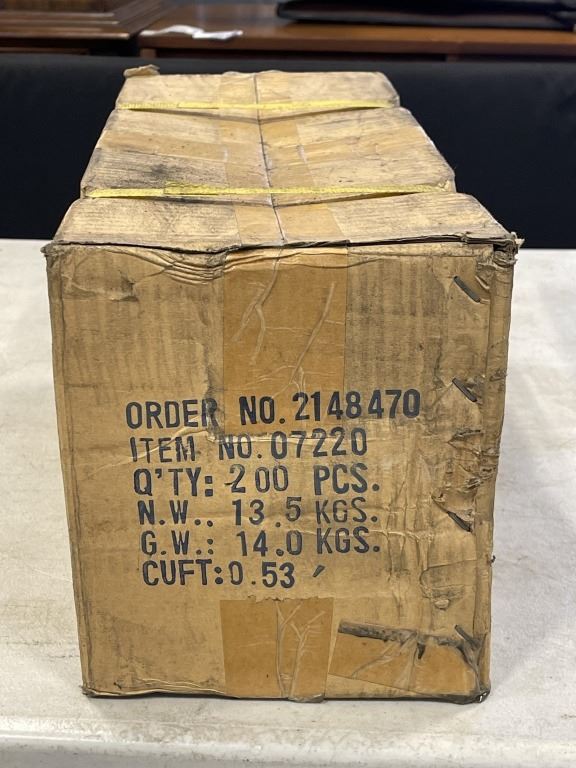 ORDER NO. 2148470
ITEM NO. 07220
Q'TY: 200 PCS.
N.W.. 13.5 KGS.
G.W.: 14.0 KGS.
CUFT: 0.53